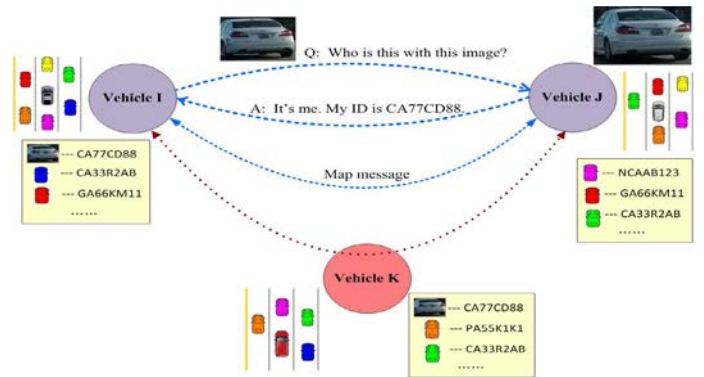 Q: Who is this with this image?
Vehicle I
Vehicle J
A: It's me. My ID is CA77CD88.
--- CA77CD88
--- CA33R2AB
--- GA66KM11
......
Map message
--- NCAAB123
--- GA66KM11
--- CA33R2AB
......
Vehicle K
--- CA77CD88
--- PA55K1K1
--- CA33R2AB
......